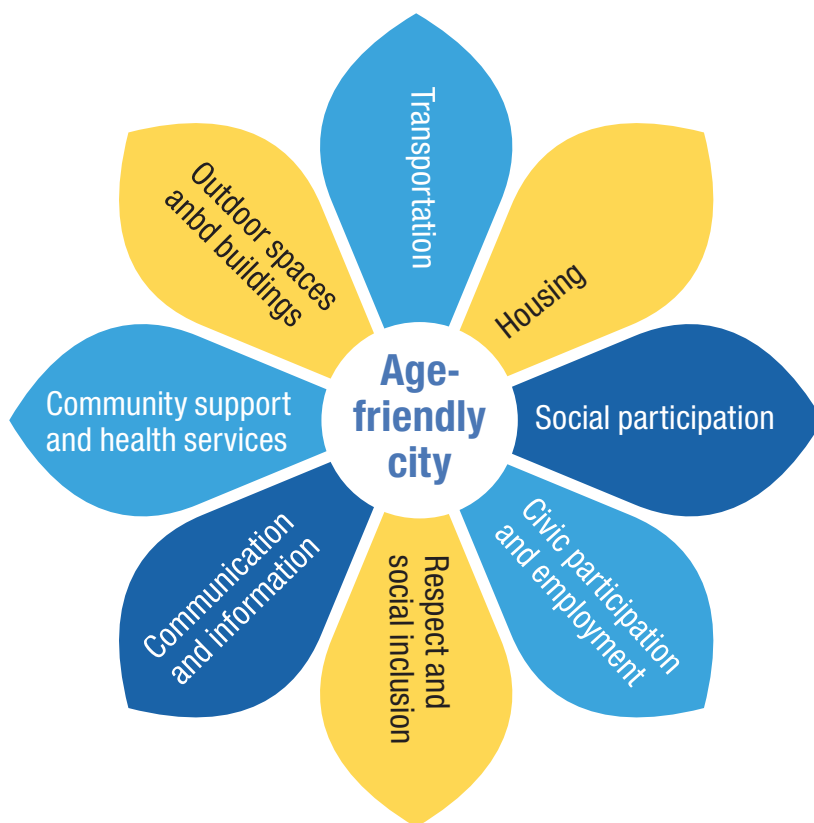 Transportation
Housing
Social participation
Civic participation
and employment
Respect and
social inclusion
Communication
and information
Community support
and health services
Outdoor spaces
anbd buildings
Age-
friendly
city